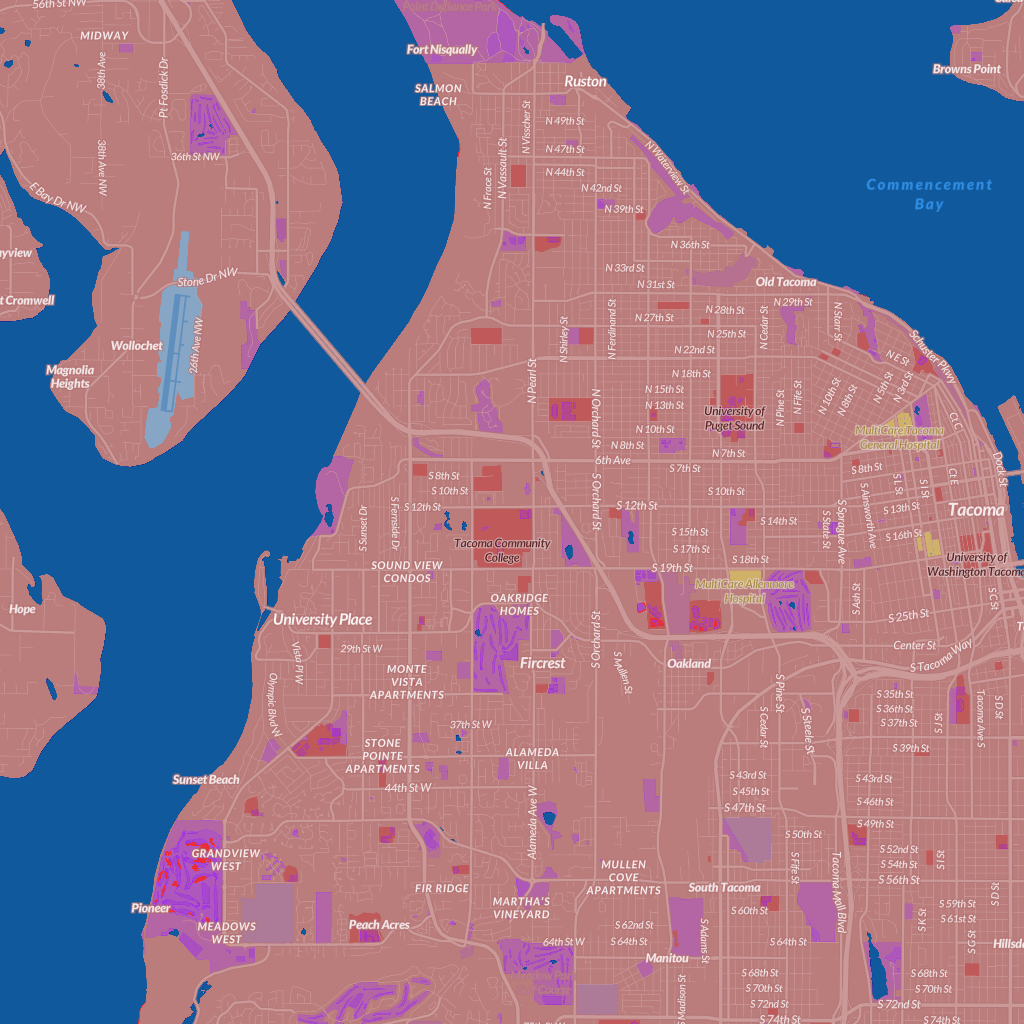 56th St NW
MIDWAY
38th Ave
Pt Fosdick Dr
38th Ave NW
36th St NW
E Bay Dr NW
Stone Dr NW
26th Ave NW
Wollochet
Magnolia
Heights
t Cromwell
Point Defiance Park
Fort Nisqually
SALMON
BEACH
Ruston
Browns Point
Commencement
Bay
N Visscher St
N Vassault St
N Frace St
N 49th St
N 47th St
N 44th St
N 42nd St
N 39th St
N Waterview St
N 36th St
N 33rd St
N 31st St
Old Tacoma
N 29th St
N 28th St
N 27th St
N 25th St
N 22nd St
N Cedar St
N Starr St
N Shirley St
N Ferdinand St
N Pearl St
N Orchard St
N 18th St
N 15th St
N 13th St
University of
Puget Sound
N 10th St
N 8th St
N 7th St
6th Ave
S 7th St
N Pine St
N Fife St
N 10th St
N 8th St
N 5th St
N 3rd St
N E St
Schuster Pkwy
MultiCare Tacoma
General Hospital
Ct C
Ct E
Dock St
S 8th St
S 10th St
S 12th St
S Sunset Dr
S Fernside Dr
S Orchard St
S 12th St
S 10th St
S 14th St
S 15th St
S 17th St
S 18th St
S 19th St
S State St
S Sprague Ave
S Ainsworth Ave
S L St
S I St
S 8th St
S 13th St
S 16th St
Tacoma
University of
Washington Tacoma
Tacoma Community
College
SOUND VIEW
CONDOS
OAKRIDGE
HOMES
MultiCare Allenmore
Hospital
S Ash St
S 25th St
S C St
Center St
S Tacoma Way
Hope
University Place
29th St W
Vista Pl W
Olympic Blvd W
MONTE
VISTA
APARTMENTS
Fircrest
S Orchard St
S Mullen St
Oakland
S Pine St
S Cedar St
S Steele St
S 35th St
S 36th St
S 37th St
S 39th St
S J St
Tacoma Ave S
S D St
37th St W
STONE
POINTE
APARTMENTS
ALAMEDA
VILLA
44th St W
Alameda Ave W
Sunset Beach
S 43rd St
S 45th St
S 47th St
S 43rd St
S 46th St
S 49th St
S 50th St
S 52nd St
S 54th St
S 56th St
S I St
S Fife St
Tacoma Mall Blvd
GRANDVIEW
WEST
FIR RIDGE
MULLEN
COVE
APARTMENTS
South Tacoma
Pioneer
MEADOWS
WEST
Peach Acres
MARTHA'S
VINEYARD
S 60th St
S 59th St
S 61st St
S D St
S K St
S G St
S 62nd St
S 64th St
64th St W
S Adams St
S 64th St
Manitou
S Madison St
S 68th St
S 70th St
S 72nd St
S 74th St
S 68th St
S 70th St
S 72nd St
S 74th St